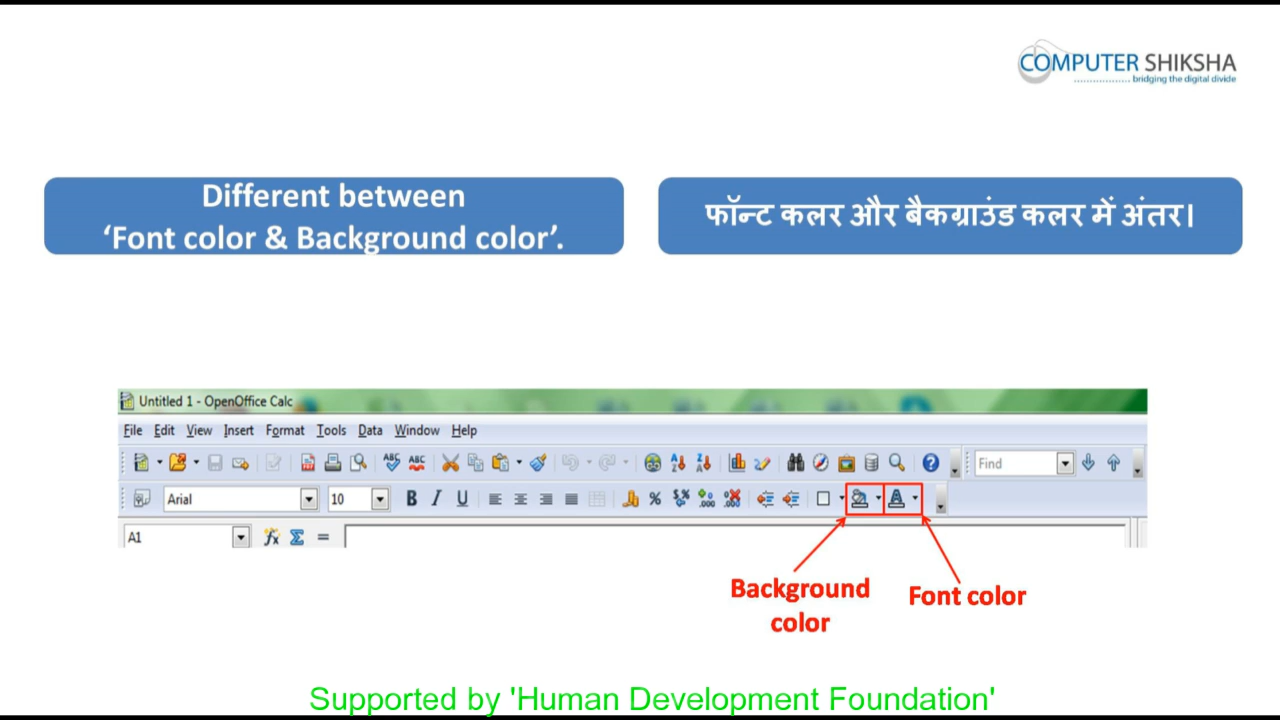 COMPUTER SHIKSHA
bridging the digital divide
Different between
‘Font color & Background color’.
फॉन्ट कलर और बैकग्राउंड कलर में अंतर।
Untitled 1 - OpenOffice Calc
File Edit View Insert Format Tools Data Window Help
Find
Arial 10 B I U
A1
Background
color
Font color
Supported by 'Human Development Foundation'